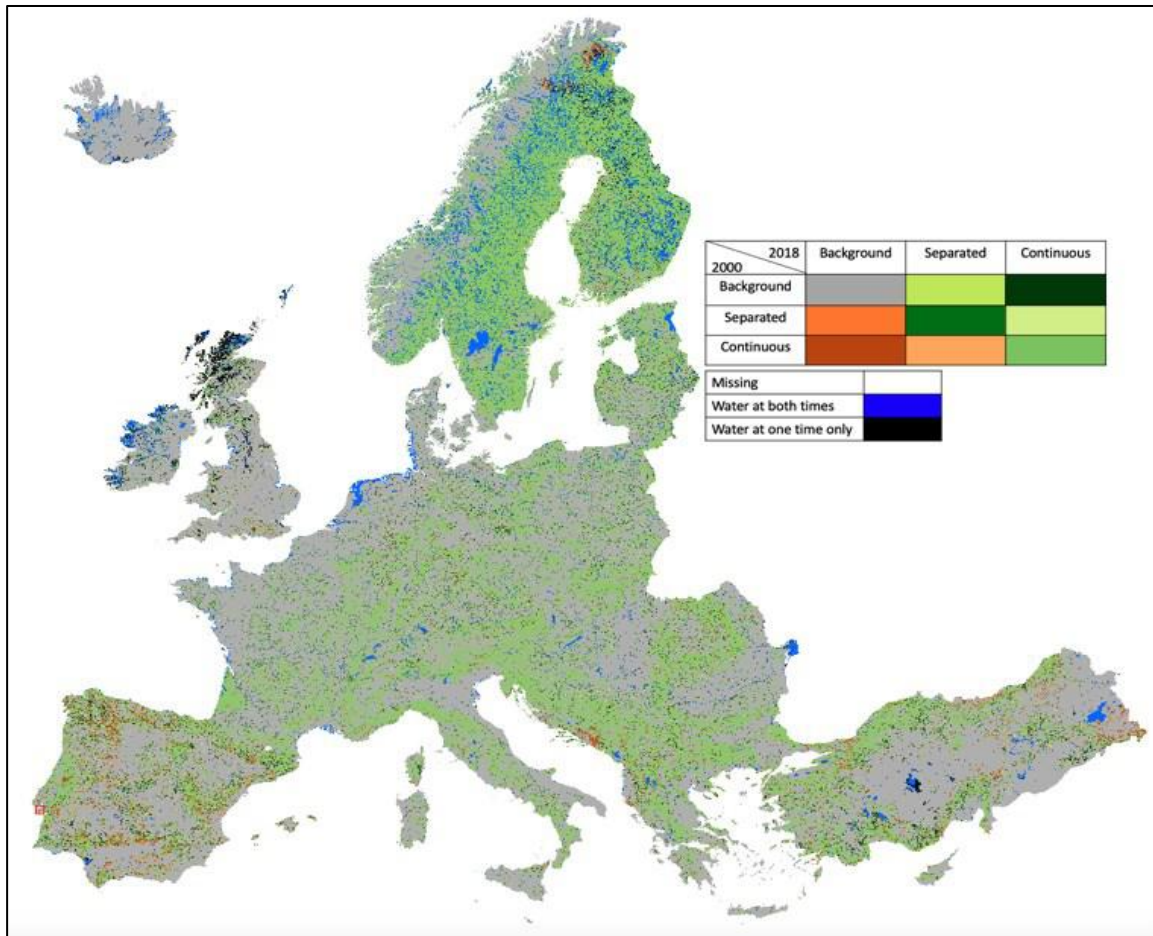 2018
2000
Background Separated Continuous
Background
Separated
Continuous
Missing
Water at both times
Water at one time only